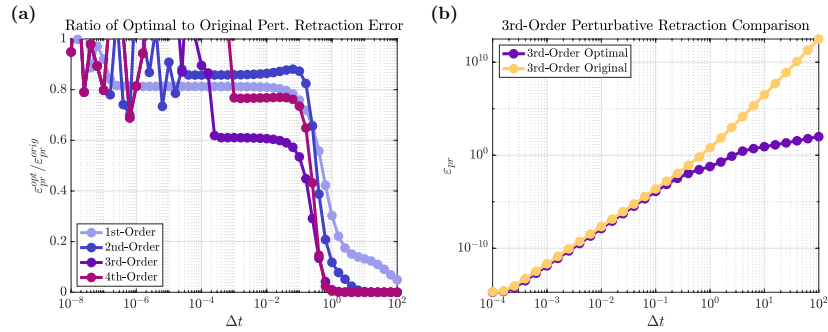 (a)
Ratio of Optimal to Original Pert. Retraction Error
1
0.8
0.6
0.4
0.2
0
ε_pr^opt / ε_pr^orig
1st-Order
2nd-Order
3rd-Order
4th-Order
10^−8 10^−6 10^−4 10^−2 10^0 10^2
Δt
(b)
3rd-Order Perturbative Retraction Comparison
10^10
10^0
10^−10
ε_pr
3rd-Order Optimal
3rd-Order Original
10^−4 10^−3 10^−2 10^−1 10^0 10^1 10^2
Δt